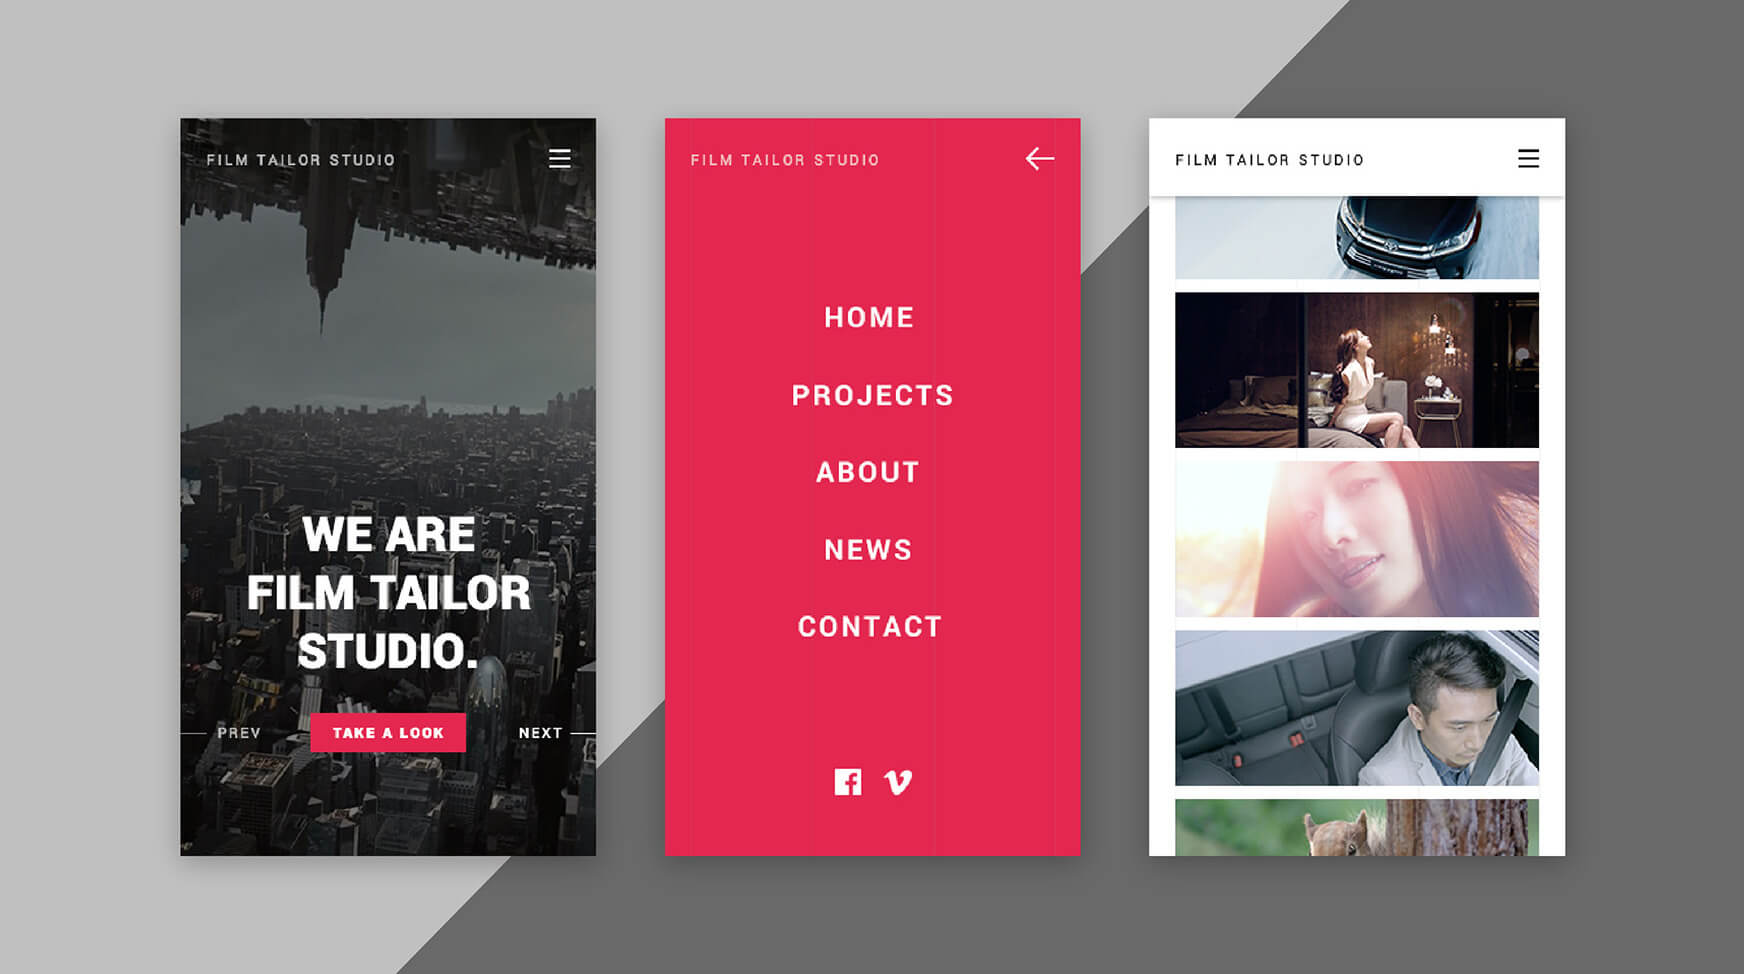 FILM TAILOR STUDIO
WE ARE
FILM TAILOR
STUDIO.
PREV
TAKE A LOOK
NEXT
FILM TAILOR STUDIO
HOME
PROJECTS
ABOUT
NEWS
CONTACT
FILM TAILOR STUDIO